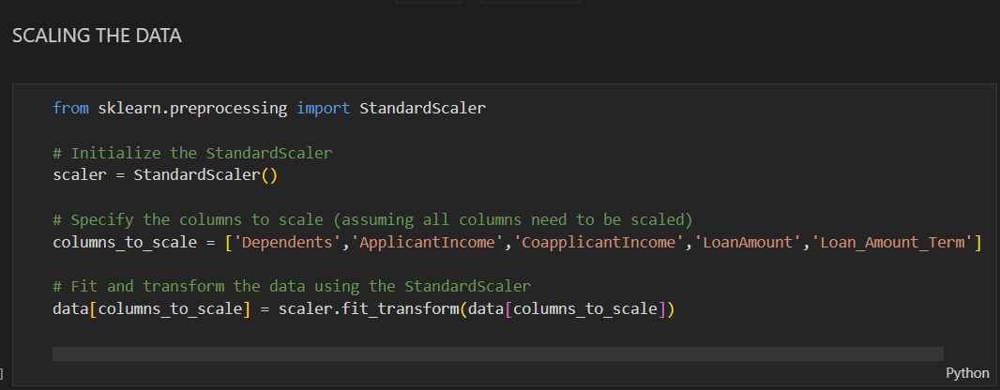 SCALING THE DATA
from sklearn.preprocessing import StandardScaler
# Initialize the StandardScaler
scaler = StandardScaler()
# Specify the columns to scale (assuming all columns need to be scaled)
columns_to_scale = ['Dependents','ApplicantIncome','CoapplicantIncome','LoanAmount','Loan_Amount_Term']
# Fit and transform the data using the StandardScaler
data[columns_to_scale] = scaler.fit_transform(data[columns_to_scale])
]
Python